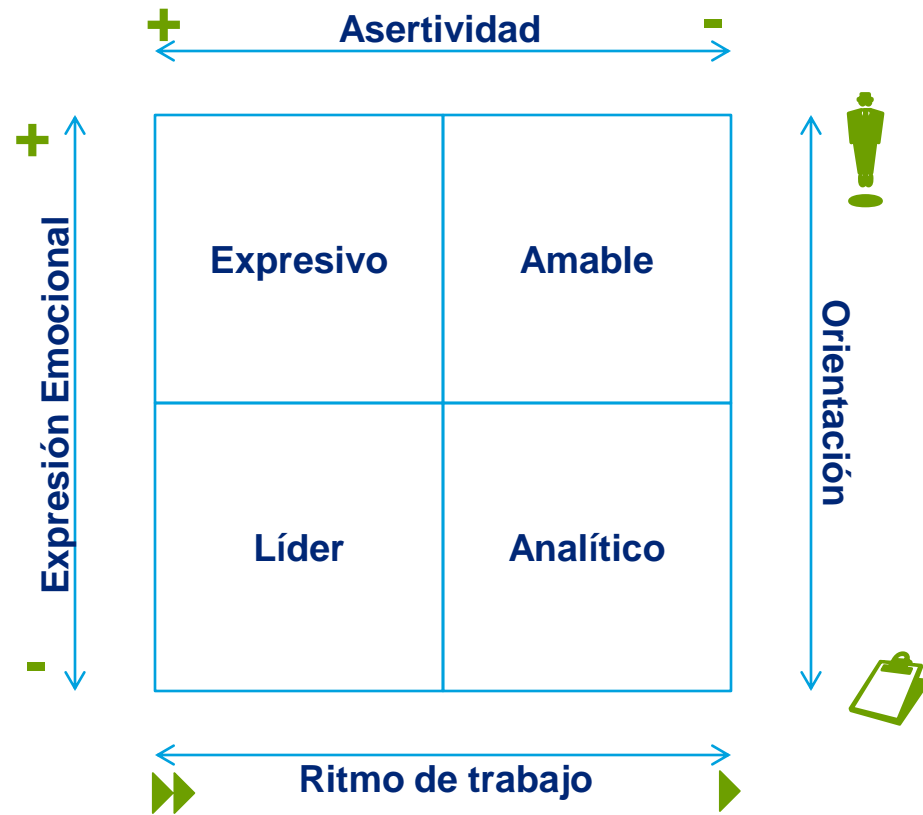 + Asertividad -
+
Expresión Emocional
-
Expresivo
Amable
Líder
Analítico
Orientación
Ritmo de trabajo